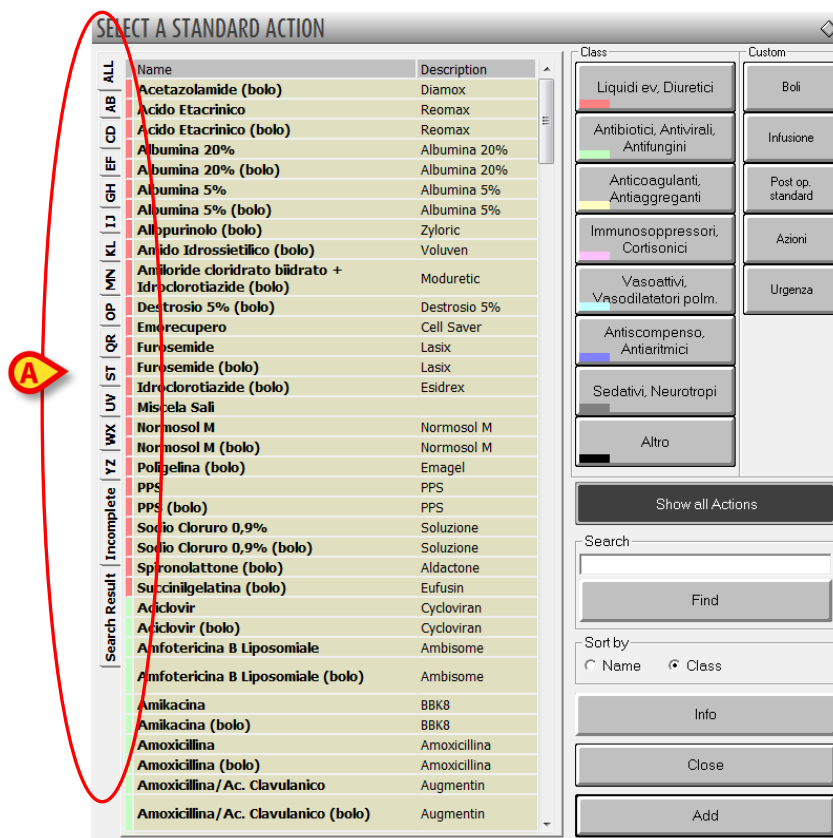 SELECT A STANDARD ACTION
A
ALL
AB
CD
EF
GH
IJ
KL
MN
OP
QR
ST
UV
WX
YZ
Incomplete
Search Result
Name Description
Acetazolamide (bolo) Diamox
Acido Etacrinico Reomax
Acido Etacrinico (bolo) Reomax
Albumina 20% Albumina 20%
Albumina 20% (bolo) Albumina 20%
Albumina 5% Albumina 5%
Albumina 5% (bolo) Albumina 5%
Allopurinolo (bolo) Zyloric
Amido Idrossietilico (bolo) Voluven
Amiloride cloridrato biidrato +
Idroclorotiazide (bolo) Moduretic
Destrosio 5% (bolo) Destrosio 5%
Emorecupero Cell Saver
Furosemide Lasix
Furosemide (bolo) Lasix
Idroclorotiazide (bolo) Esidrex
Miscela Sali
Normosol M Normosol M
Normosol M (bolo) Normosol M
Poligelina (bolo) Emagel
PPS PPS
PPS (bolo) PPS
Sodio Cloruro 0,9% Soluzione
Sodio Cloruro 0,9% (bolo) Soluzione
Spironolattone (bolo) Aldactone
Succinilgelatina (bolo) Eufusin
Aciclovir Cycloviran
Aciclovir (bolo) Cycloviran
Amfotericina B Liposomiale Ambisome
Amfotericina B Liposomiale (bolo) Ambisome
Amikacina BBK8
Amikacina (bolo) BBK8
Amoxicillina Amoxicillina
Amoxicillina (bolo) Amoxicillina
Amoxicillina/Ac. Clavulanico Augmentin
Amoxicillina/Ac. Clavulanico (bolo) Augmentin
Class
Liquidi ev, Diuretici
Antibiotici, Antivirali,
Antifungini
Anticoagulanti,
Antiaggreganti
Immunosoppressori,
Cortisonici
Vasoattivi,
Vasodilatatori polm.
Antiscompenso,
Antiaritmici
Sedativi, Neurotropi
Altro
Custom
Boli
Infusione
Post op.
standard
Azioni
Urgenza
Show all Actions
Search
Find
Sort by
Name Class
Info
Close
Add